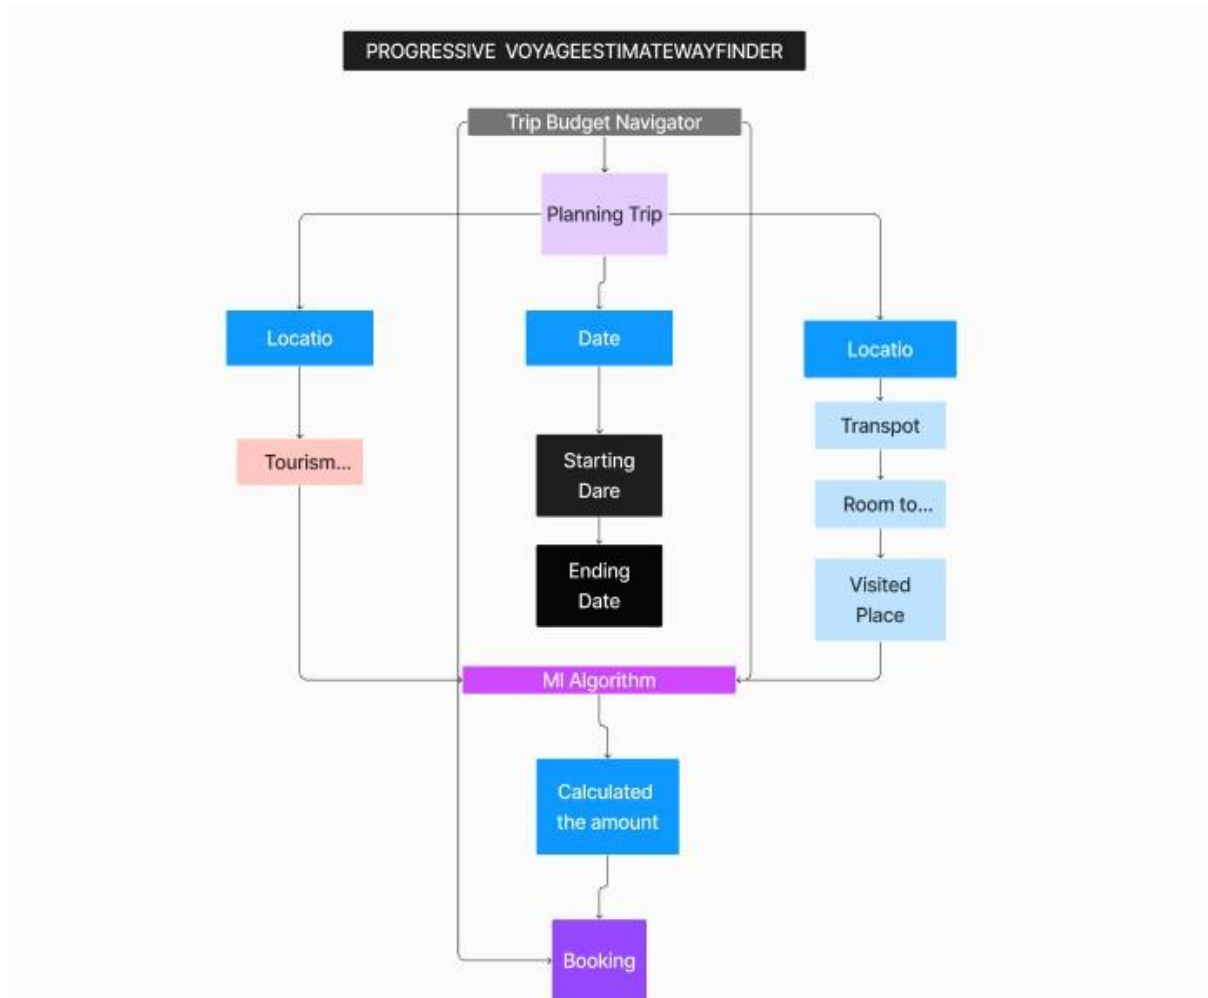 PROGRESSIVE VOYAGEESTIMATEWAYFINDER
Trip Budget Navigator
Planning Trip
Locatio
Date
Locatio
Tourism...
Starting
Dare
Ending
Date
Transpot
Room to...
Visited
Place
Ml Algorithm
Calculated
the amount
Booking